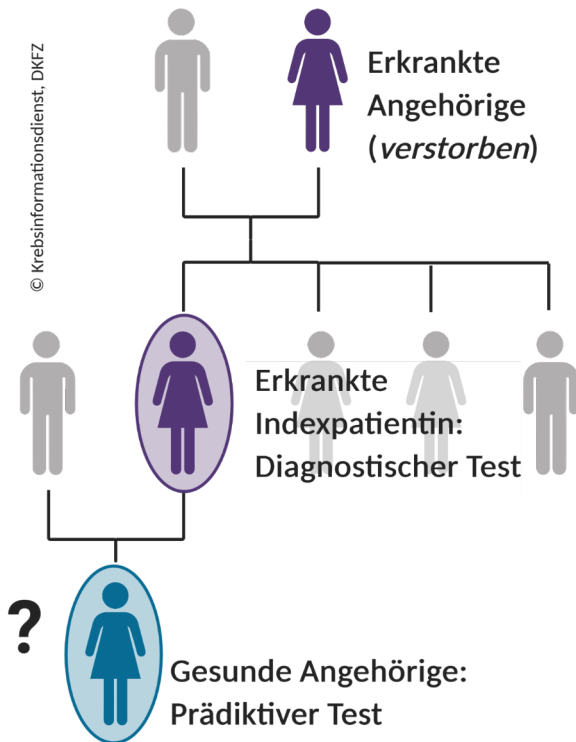 © Krebsinformationsdienst, DKFZ
Erkrankte
Angehörige
(verstorben)
Erkrankte
Indexpatientin:
Diagnostischer Test
?
Gesunde Angehörige:
Prädiktiver Test